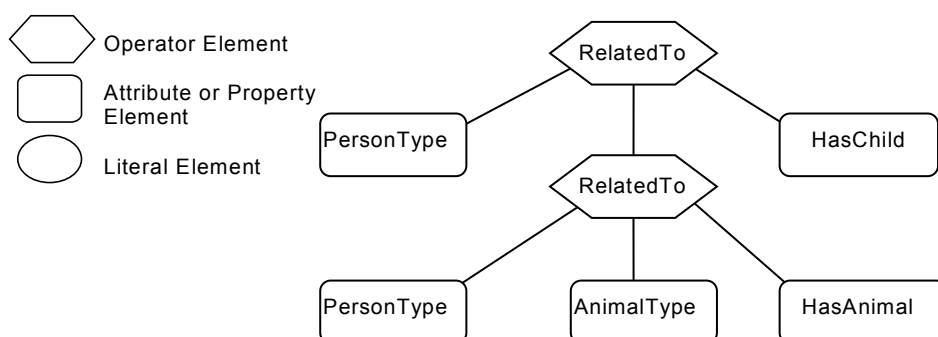 Operator Element
Attribute or Property
Element
Literal Element
RelatedTo
PersonType
HasChild
RelatedTo
PersonType
AnimalType
HasAnimal